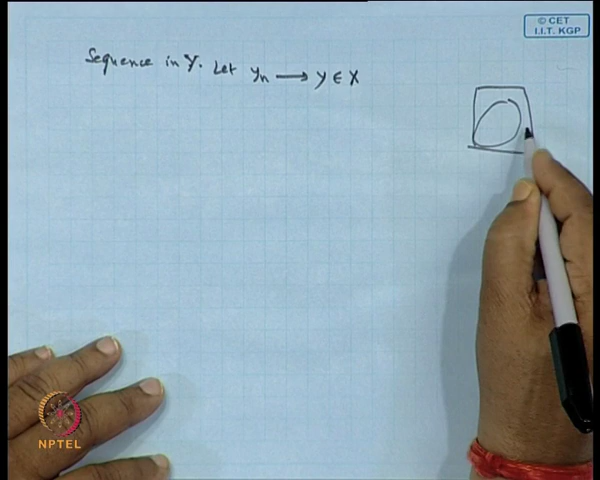 © CET
I.I.T. KGP
Sequence in Y. Let yₙ ⟶ y ∈ X
NPTEL